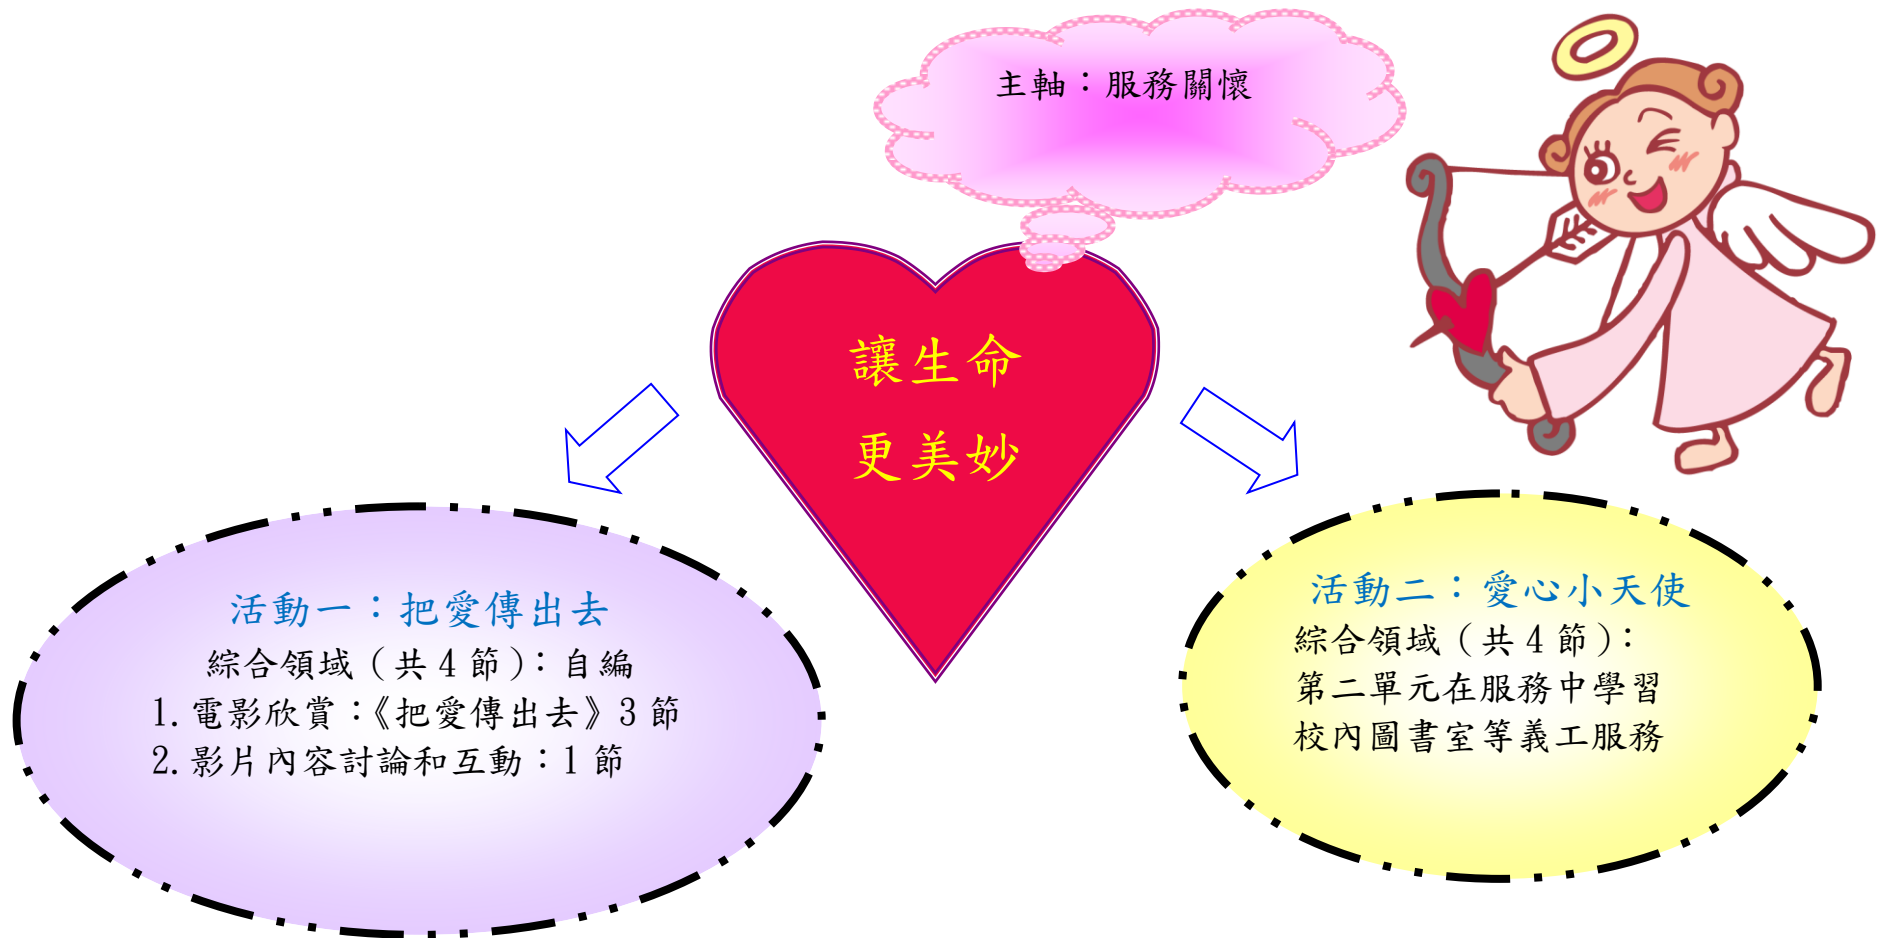 主軸：服務關懷
讓生命
更美妙
活動一：把愛傳出去
綜合領域（共4節）：自編
1.電影欣賞：《把愛傳出去》3節
2.影片內容討論和互動：1節
活動二：愛心小天使
綜合領域（共4節）：
第二單元在服務中學習
校內圖書室等義工服務